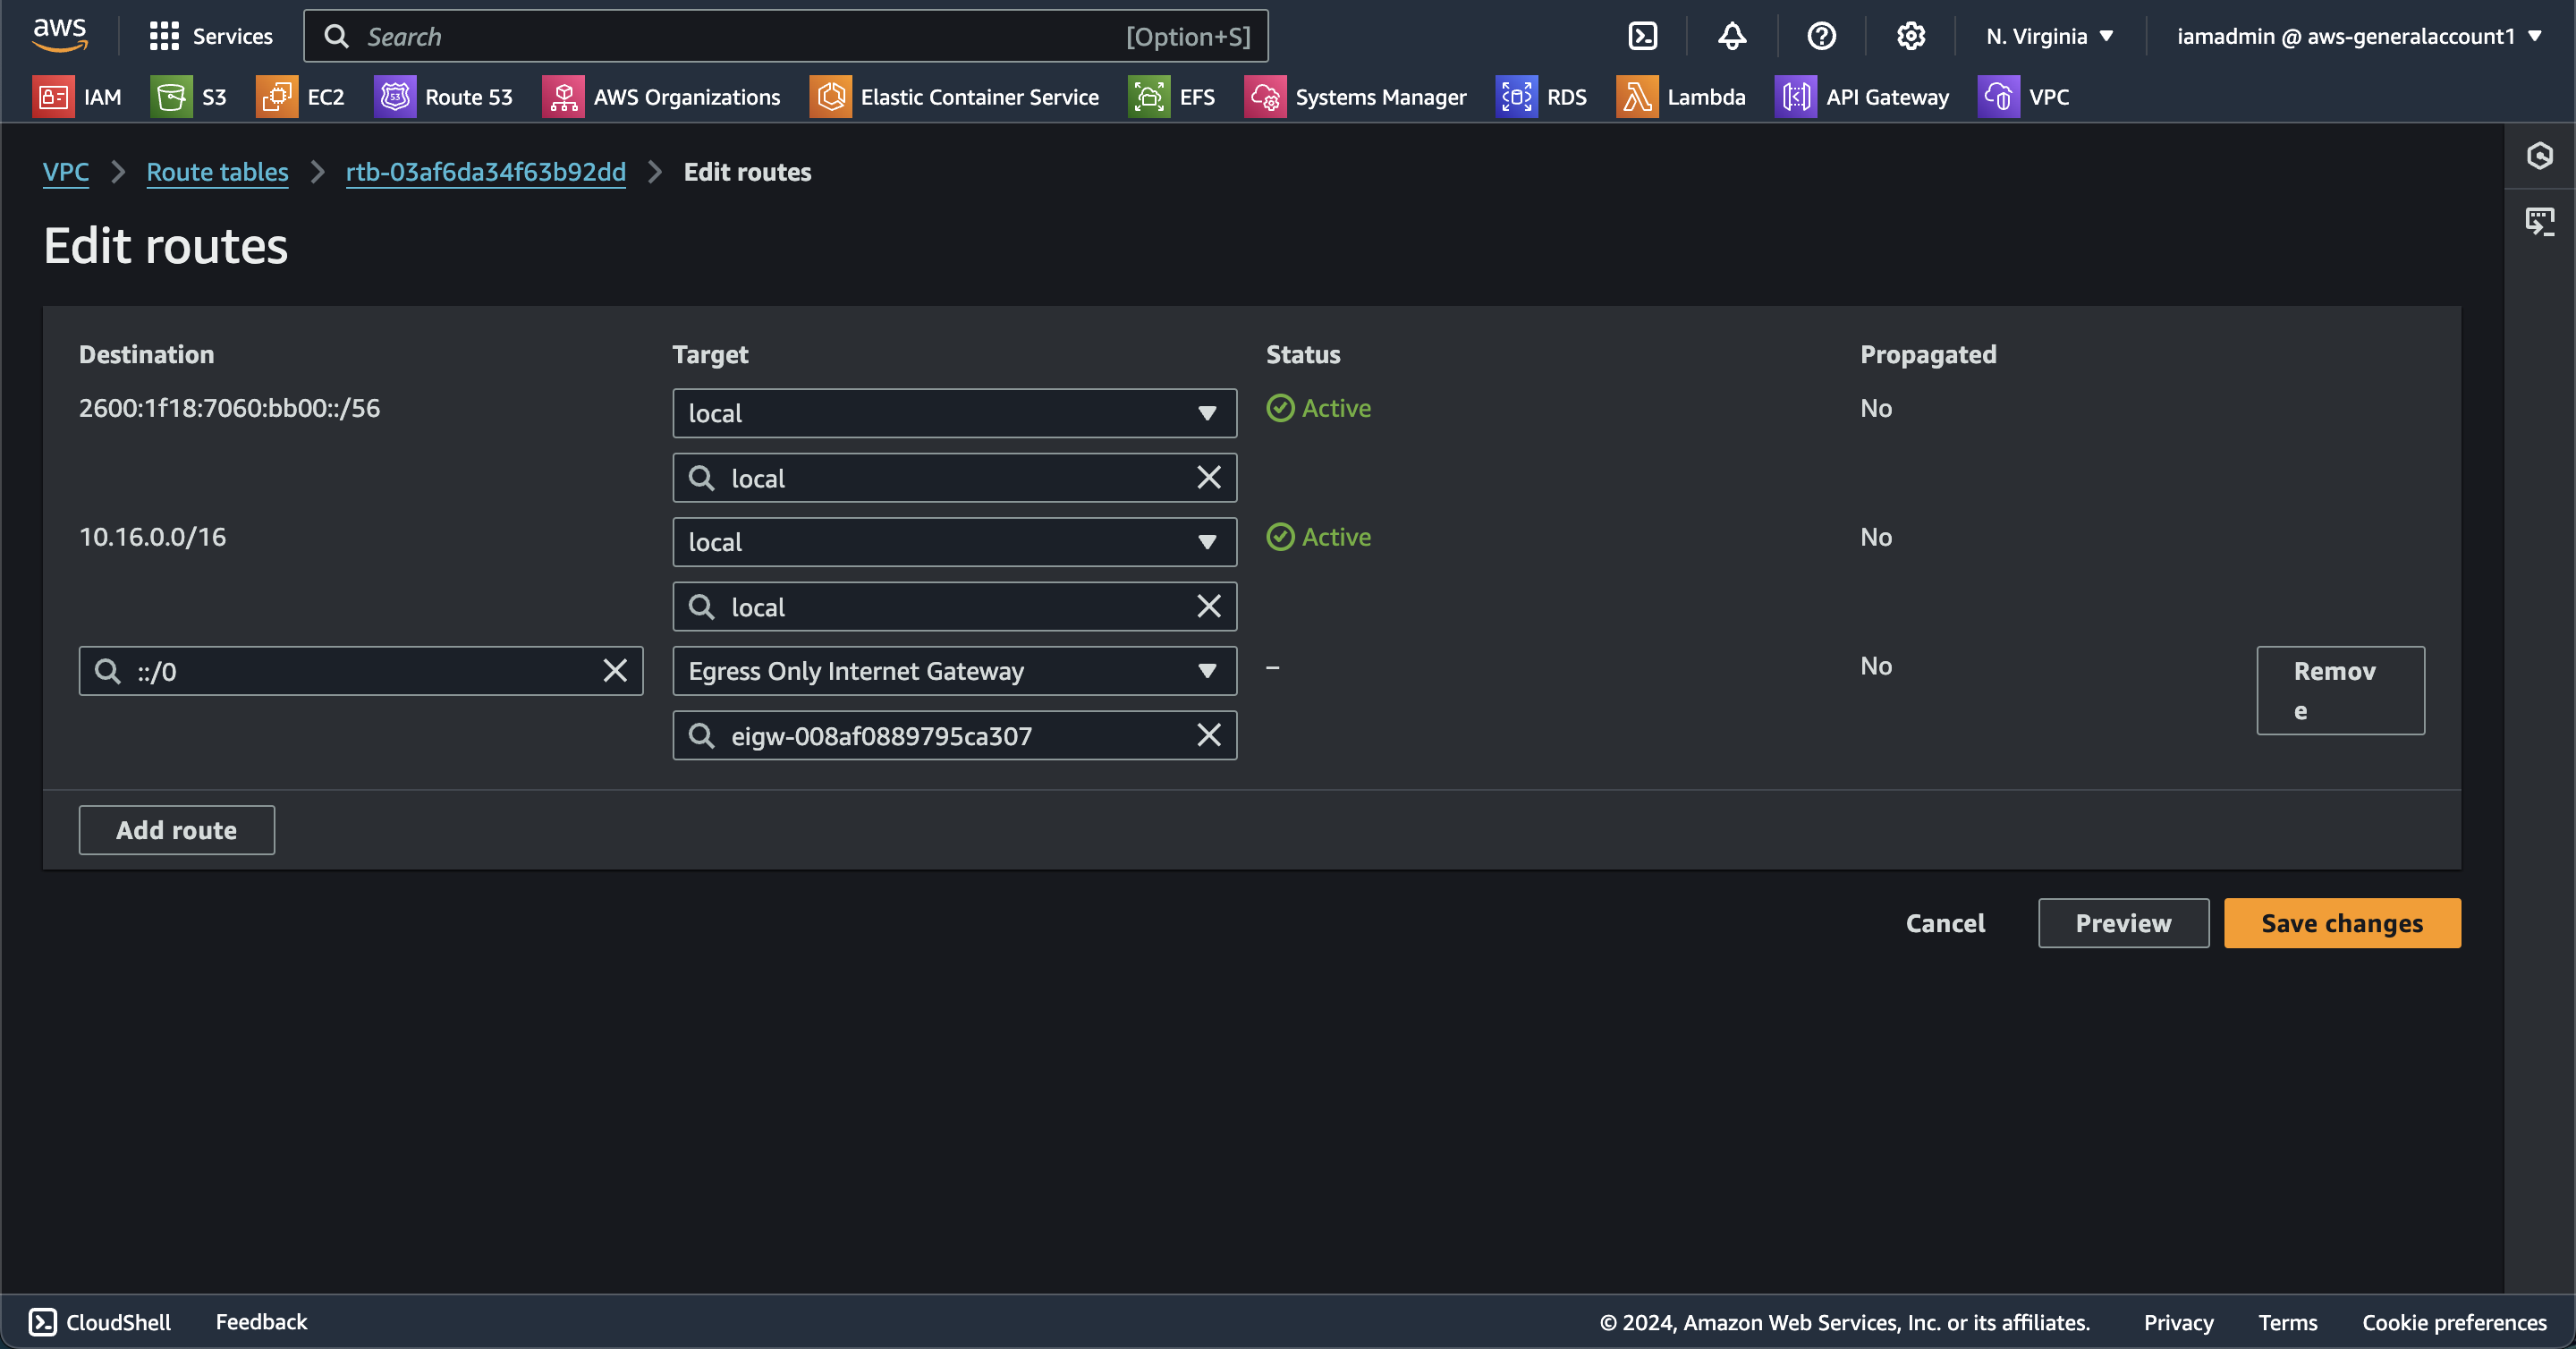 aws
Services
Search [Option+S]
N. Virginia
iamadmin @ aws-generalaccount1
IAM
S3
EC2
53
Route 53
AWS Organizations
Elastic Container Service
EFS
Systems Manager
RDS
Lambda
API Gateway
VPC
VPC
Route tables
rtb-03af6da34f63b92dd
Edit routes
Edit routes
Destination
Target
Status
Propagated
2600:1f18:7060:bb00::/56
local
Active
No
local
10.16.0.0/16
local
Active
No
local
::/0
Egress Only Internet Gateway
–
No
Remov
e
eigw-008af0889795ca307
Add route
Cancel
Preview
Save changes
CloudShell
Feedback
© 2024, Amazon Web Services, Inc. or its affiliates.
Privacy
Terms
Cookie preferences